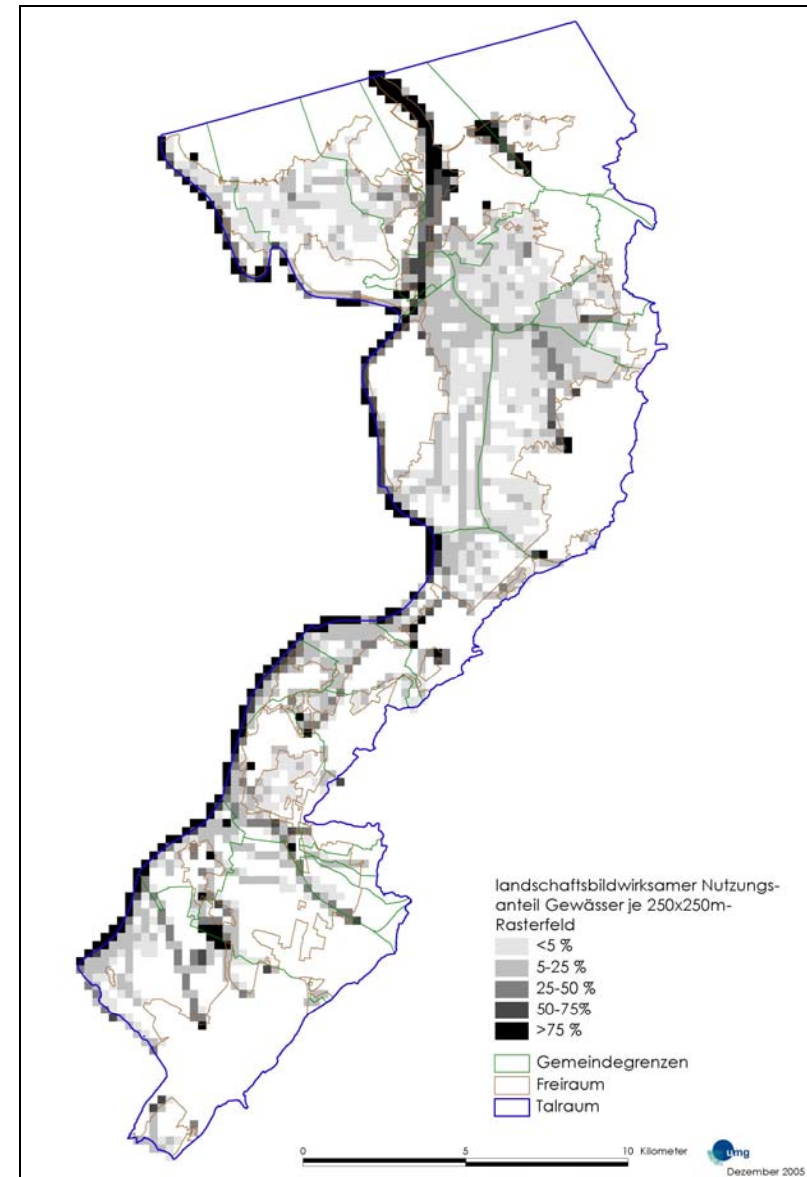 landschaftsbildwirksamer Nutzungs-
anteil Gewässer je 250x250m-
Rasterfeld
<5 %
5-25 %
25-50 %
50-75%
>75 %
Gemeindegrenzen
Freiraum
Talraum
0 5 10 Kilometer
umg
Dezember 2005